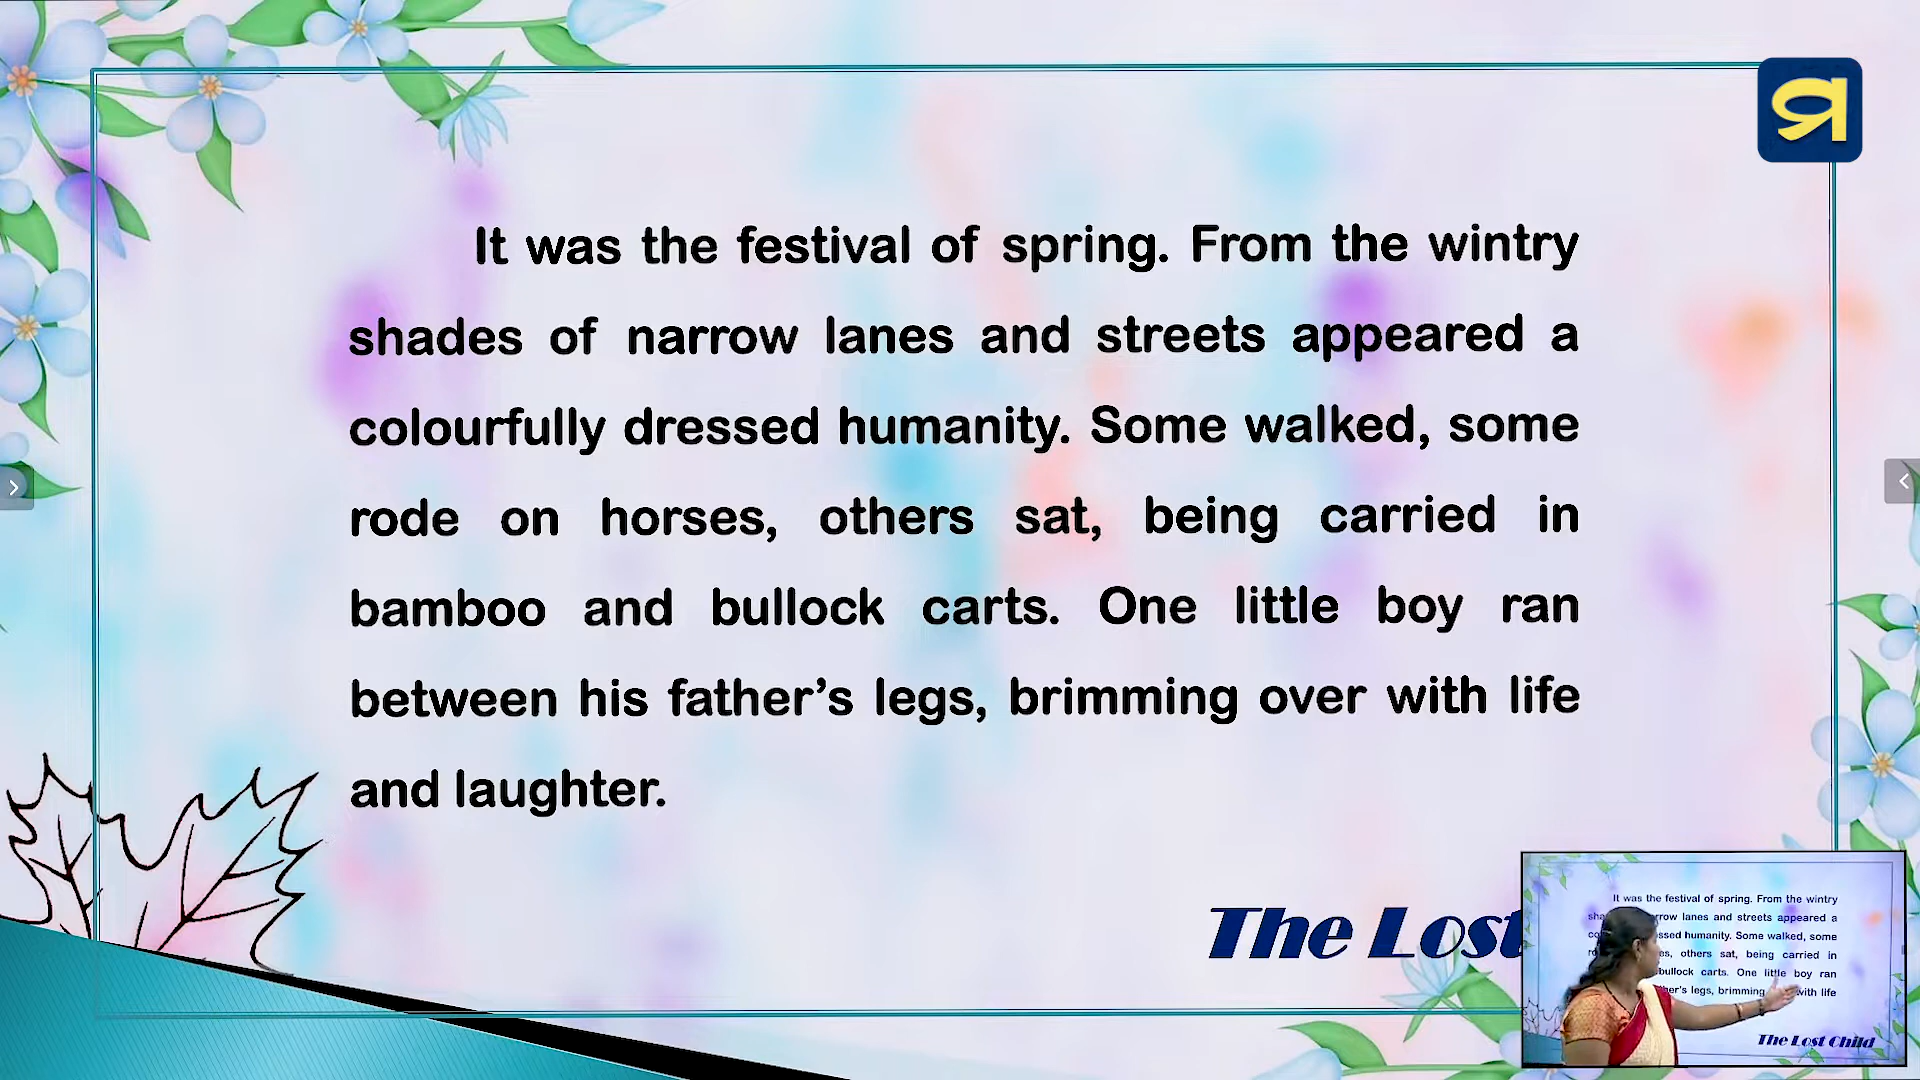 It was the festival of spring. From the wintry
shades of narrow lanes and streets appeared a
colourfully dressed humanity. Some walked, some
rode on horses, others sat, being carried in
bamboo and bullock carts. One little boy ran
between his father’s legs, brimming over with life
and laughter.
The Lost
It was the festival of spring. From the wintry
rrow lanes and streets appeared a
ssed humanity. Some walked, some
es, others sat, being carried in
bullock carts. One little boy ran
her’s legs, brimming with life
The Lost Child